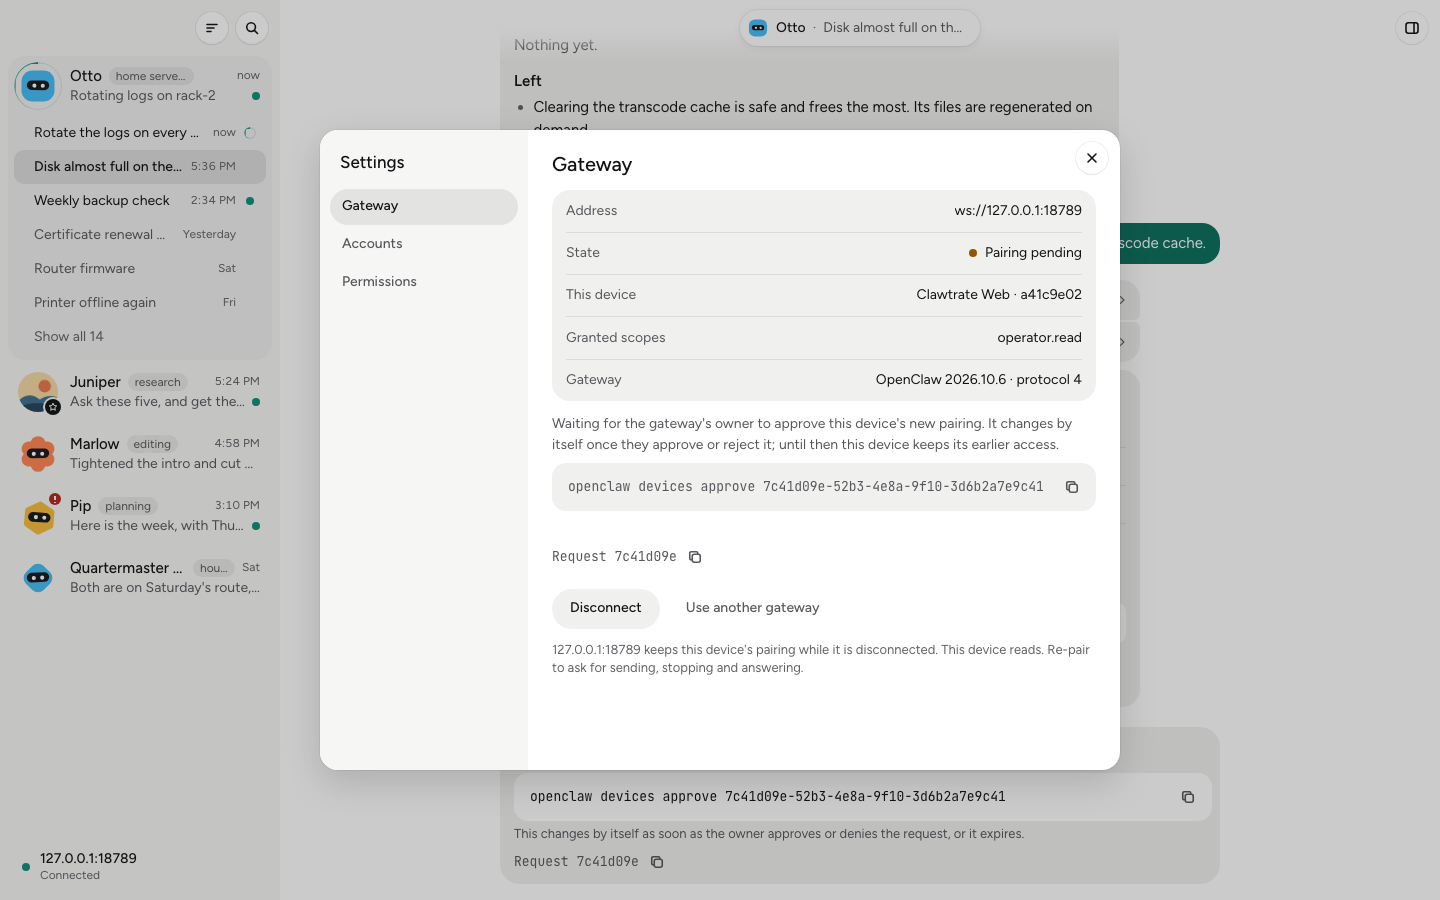 Otto home serve... now
Rotating logs on rack-2
Rotate the logs on every ... now
Disk almost full on the... 5:36 PM
Weekly backup check 2:34 PM
Certificate renewal ... Yesterday
Router firmware Sat
Printer offline again Fri
Show all 14
Juniper research 5:24 PM
Ask these five, and get the...
Marlow editing 4:58 PM
Tightened the intro and cut ...
Pip planning 3:10 PM
Here is the week, with Thu...
Quartermaster ... hou... Sat
Both are on Saturday's route,...
127.0.0.1:18789
Connected
Otto · Disk almost full on th...
Nothing yet.
Left
• Clearing the transcode cache is safe and frees the most. Its files are regenerated on
demand.
scode cache.
Settings
Gateway
Accounts
Permissions
Gateway
Address ws://127.0.0.1:18789
State Pairing pending
This device Clawtrate Web · a41c9e02
Granted scopes operator.read
Gateway OpenClaw 2026.10.6 · protocol 4
Waiting for the gateway's owner to approve this device's new pairing. It changes by
itself once they approve or reject it; until then this device keeps its earlier access.
openclaw devices approve 7c41d09e-52b3-4e8a-9f10-3d6b2a7e9c41
Request 7c41d09e
Disconnect Use another gateway
127.0.0.1:18789 keeps this device's pairing while it is disconnected. This device reads. Re-pair
to ask for sending, stopping and answering.
openclaw devices approve 7c41d09e-52b3-4e8a-9f10-3d6b2a7e9c41
This changes by itself as soon as the owner approves or denies the request, or it expires.
Request 7c41d09e